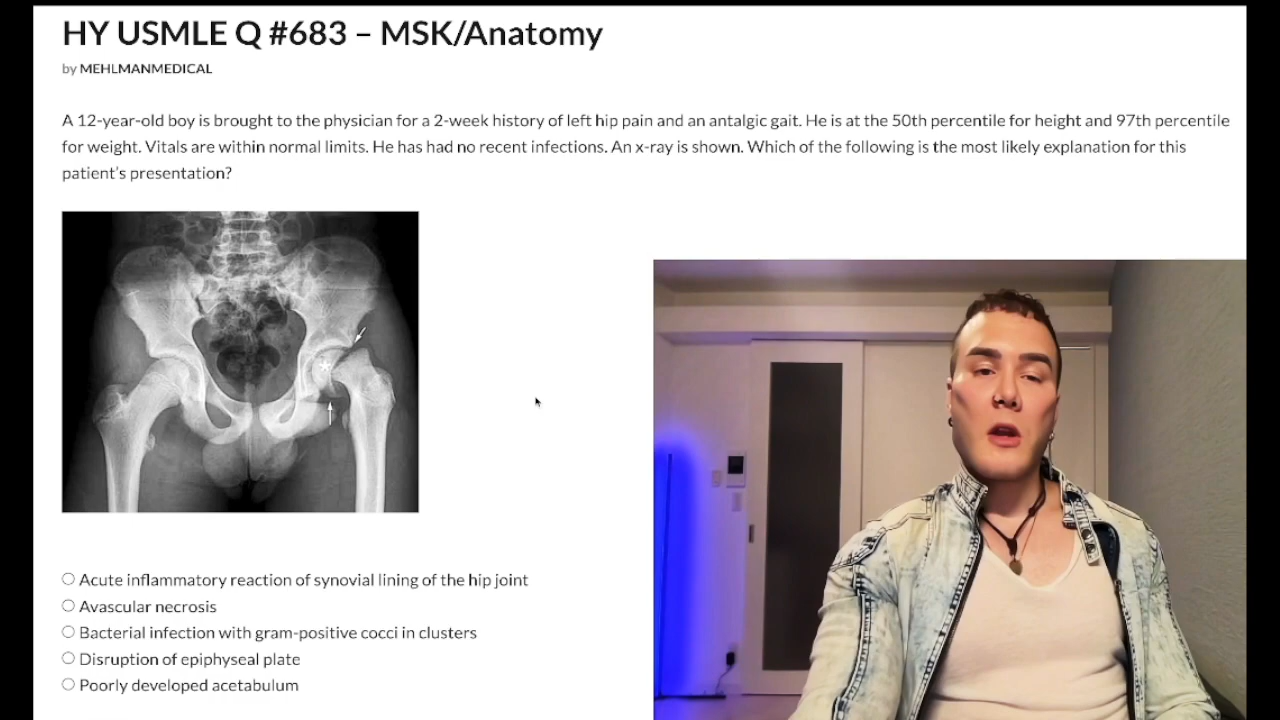 HY USMLE Q #683 – MSK/Anatomy
by MEHLMANMEDICAL
A 12-year-old boy is brought to the physician for a 2-week history of left hip pain and an antalgic gait. He is at the 50th percentile for height and 97th percentile
for weight. Vitals are within normal limits. He has had no recent infections. An x-ray is shown. Which of the following is the most likely explanation for this
patient's presentation?
Acute inflammatory reaction of synovial lining of the hip joint
Avascular necrosis
Bacterial infection with gram-positive cocci in clusters
Disruption of epiphyseal plate
Poorly developed acetabulum